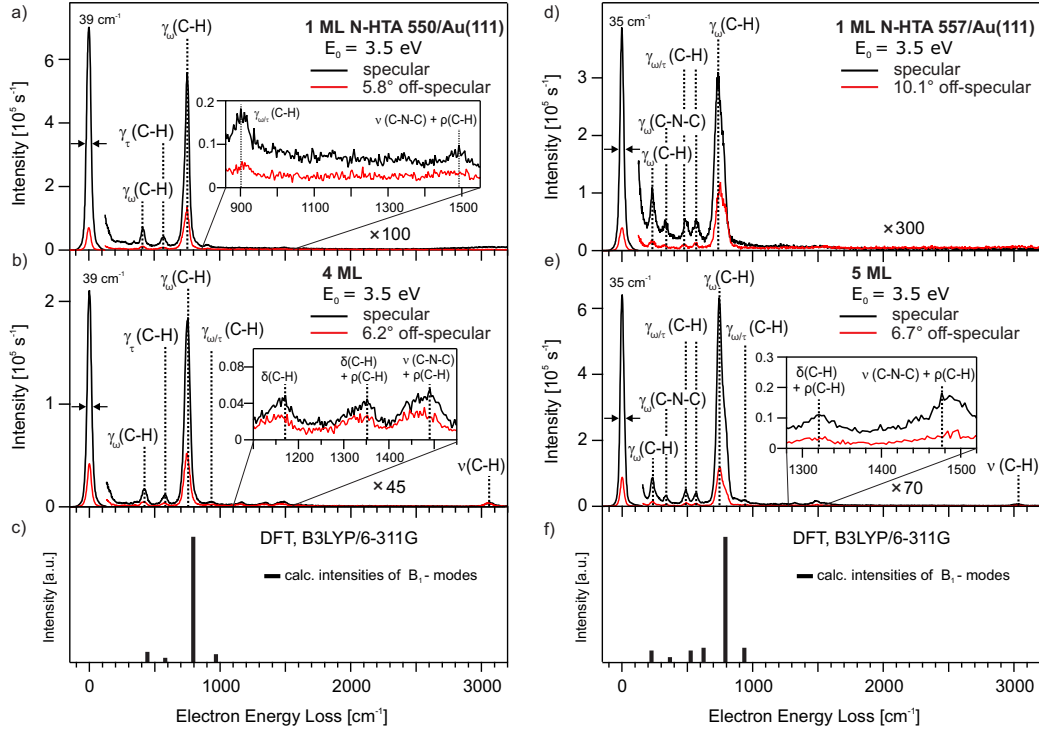 a)
1 ML N-HTA 550/Au(111)
E₀ = 3.5 eV
specular
5.8° off-specular
39 cm⁻¹
γω(C-H)
γτ(C-H)
γω(C-H)
0.2
0.1
0
γω/τ(C-H)
ν (C-N-C) + ρ(C-H)
900
1100
1300
1500
×100
Intensity [10⁵ s⁻¹]
6
4
2
0
b)
4 ML
E₀ = 3.5 eV
specular
6.2° off-specular
39 cm⁻¹
γω(C-H)
γτ(C-H)
γω/τ(C-H)
γω(C-H)
0.08
0.04
0
δ(C-H)
δ(C-H)
+ ρ(C-H)
ν (C-N-C)
+ ρ(C-H)
1200
1300
1400
×45
ν(C-H)
Intensity [10⁵ s⁻¹]
2
1
0
c)
DFT, B3LYP/6-311G
calc. intensities of B₁- modes
Intensity [a.u.]
0
1000
2000
3000
Electron Energy Loss [cm⁻¹]
d)
1 ML N-HTA 557/Au(111)
E₀ = 3.5 eV
specular
10.1° off-specular
35 cm⁻¹
γω(C-H)
γω/τ(C-H)
γω(C-N-C)
γω(C-H)
×300
Intensity [10⁵ s⁻¹]
3
2
1
0
e)
5 ML
E₀ = 3.5 eV
specular
6.7° off-specular
35 cm⁻¹
γω(C-H)
γω/τ(C-H)
γω/τ(C-H)
γω(C-N-C)
γω(C-H)
0.3
0.2
0.1
0
δ(C-H)
+ ρ(C-H)
ν (C-N-C) + ρ(C-H)
1300
1400
1500
×70
ν (C-H)
Intensity [10⁵ s⁻¹]
6
4
2
0
f)
DFT, B3LYP/6-311G
calc. intensities of B₁- modes
Intensity [a.u.]
0
1000
2000
3000
Electron Energy Loss [cm⁻¹]